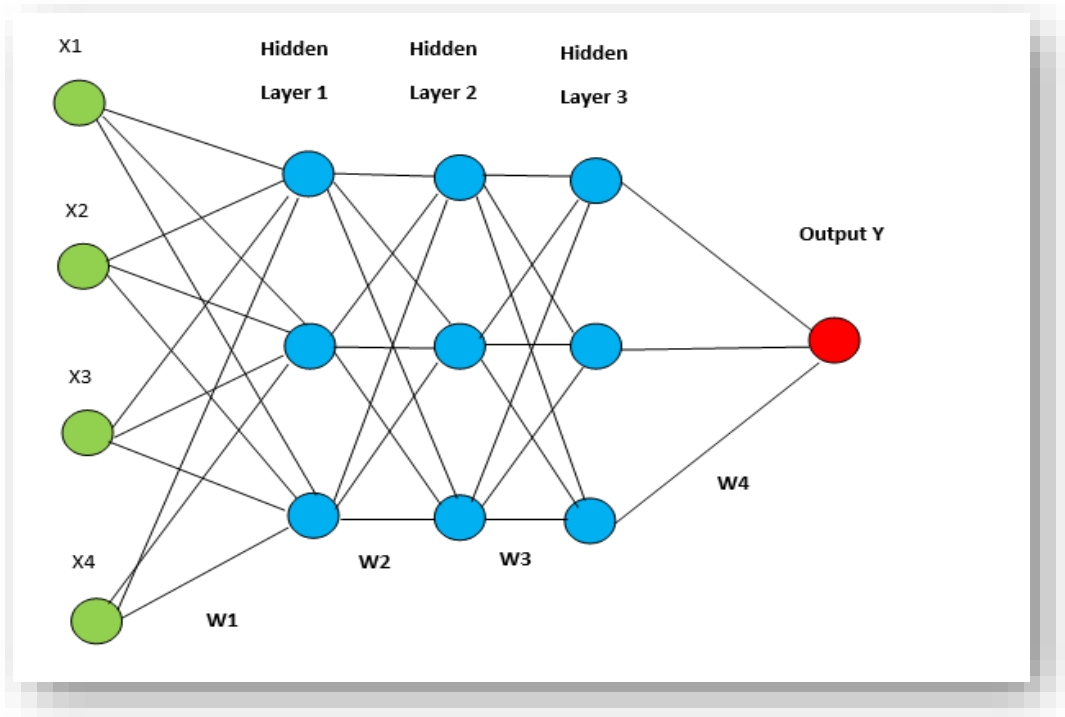 X1
Hidden
Layer 1
Hidden
Layer 2
Hidden
Layer 3
X2
Output Y
X3
W4
X4
W2
W3
W1